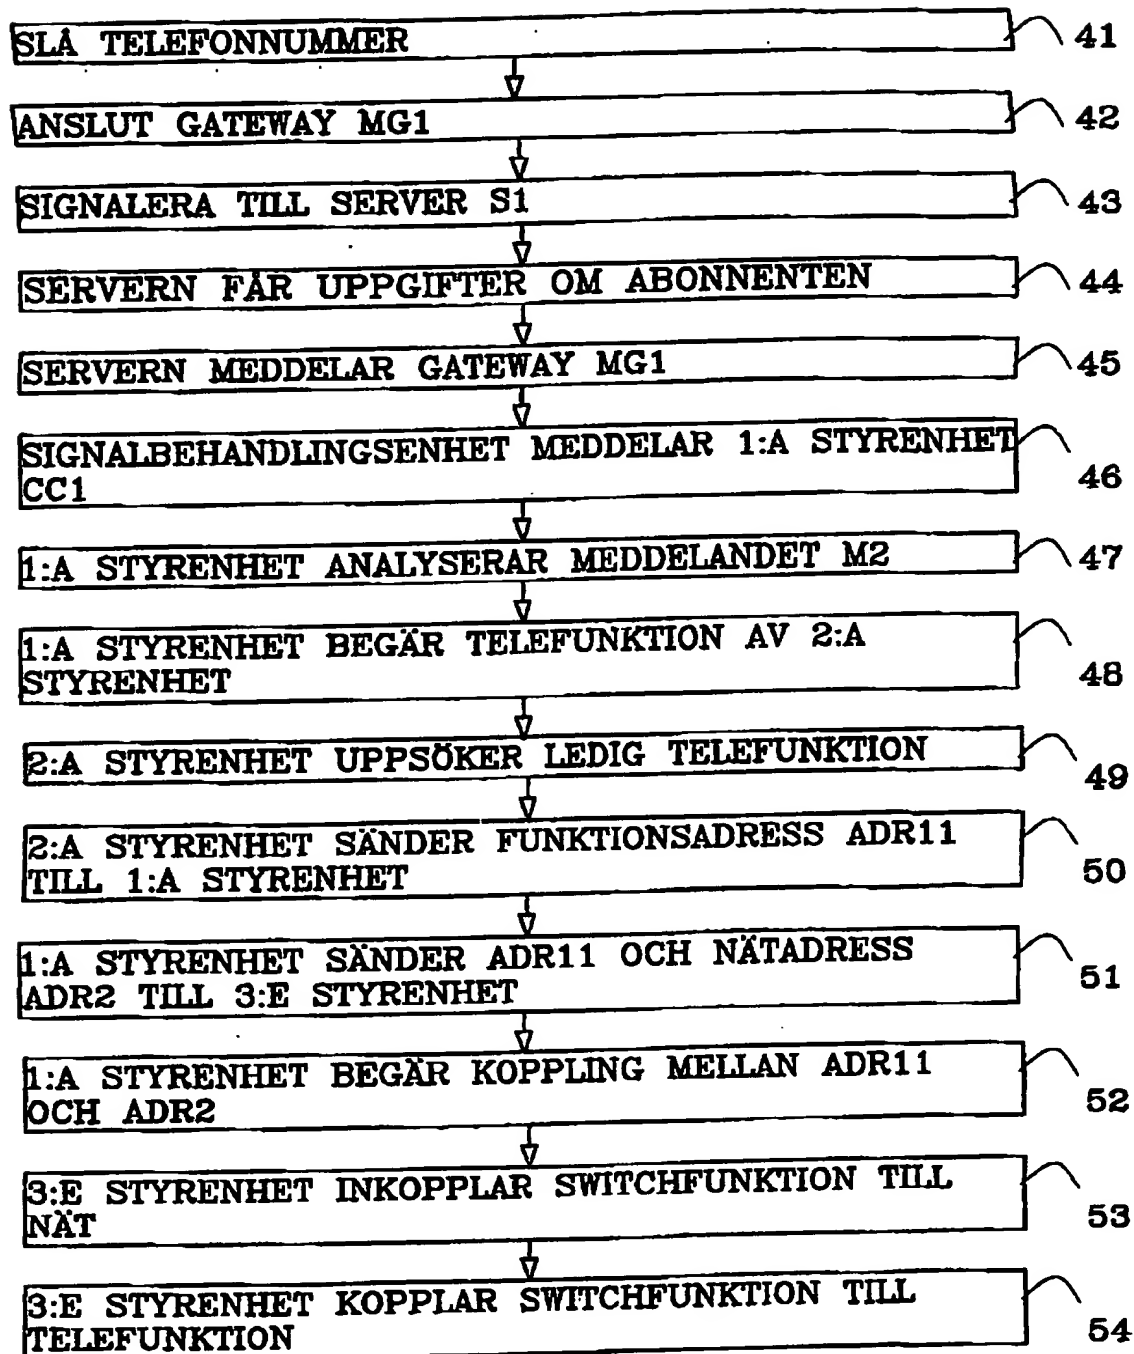 SLÅ TELEFONNUMMER 41
ANSLUT GATEWAY MG1 42
SIGNALERA TILL SERVER S1 43
SERVERN FÅR UPPGIFTER OM ABONNENTEN 44
SERVERN MEDDELAR GATEWAY MG1 45
SIGNALBEHANDLINGSENHET MEDDELAR 1:A STYRENHET
CC1 46
1:A STYRENHET ANALYSERAR MEDDELANDET M2 47
1:A STYRENHET BEGÄR TELEFUNKTION AV 2:A
STYRENHET 48
2:A STYRENHET UPPSÖKER LEDIG TELEFUNKTION 49
2:A STYRENHET SÄNDER FUNKTIONSADRESS ADR11
TILL 1:A STYRENHET 50
1:A STYRENHET SÄNDER ADR11 OCH NÄTADRESS
ADR2 TILL 3:E STYRENHET 51
1:A STYRENHET BEGÄR KOPPLING MELLAN ADR11
OCH ADR2 52
3:E STYRENHET INKOPPLAR SWITCHFUNKTION TILL
NÄT 53
3:E STYRENHET KOPPLAR SWITCHFUNKTION TILL
TELEFUNKTION 54